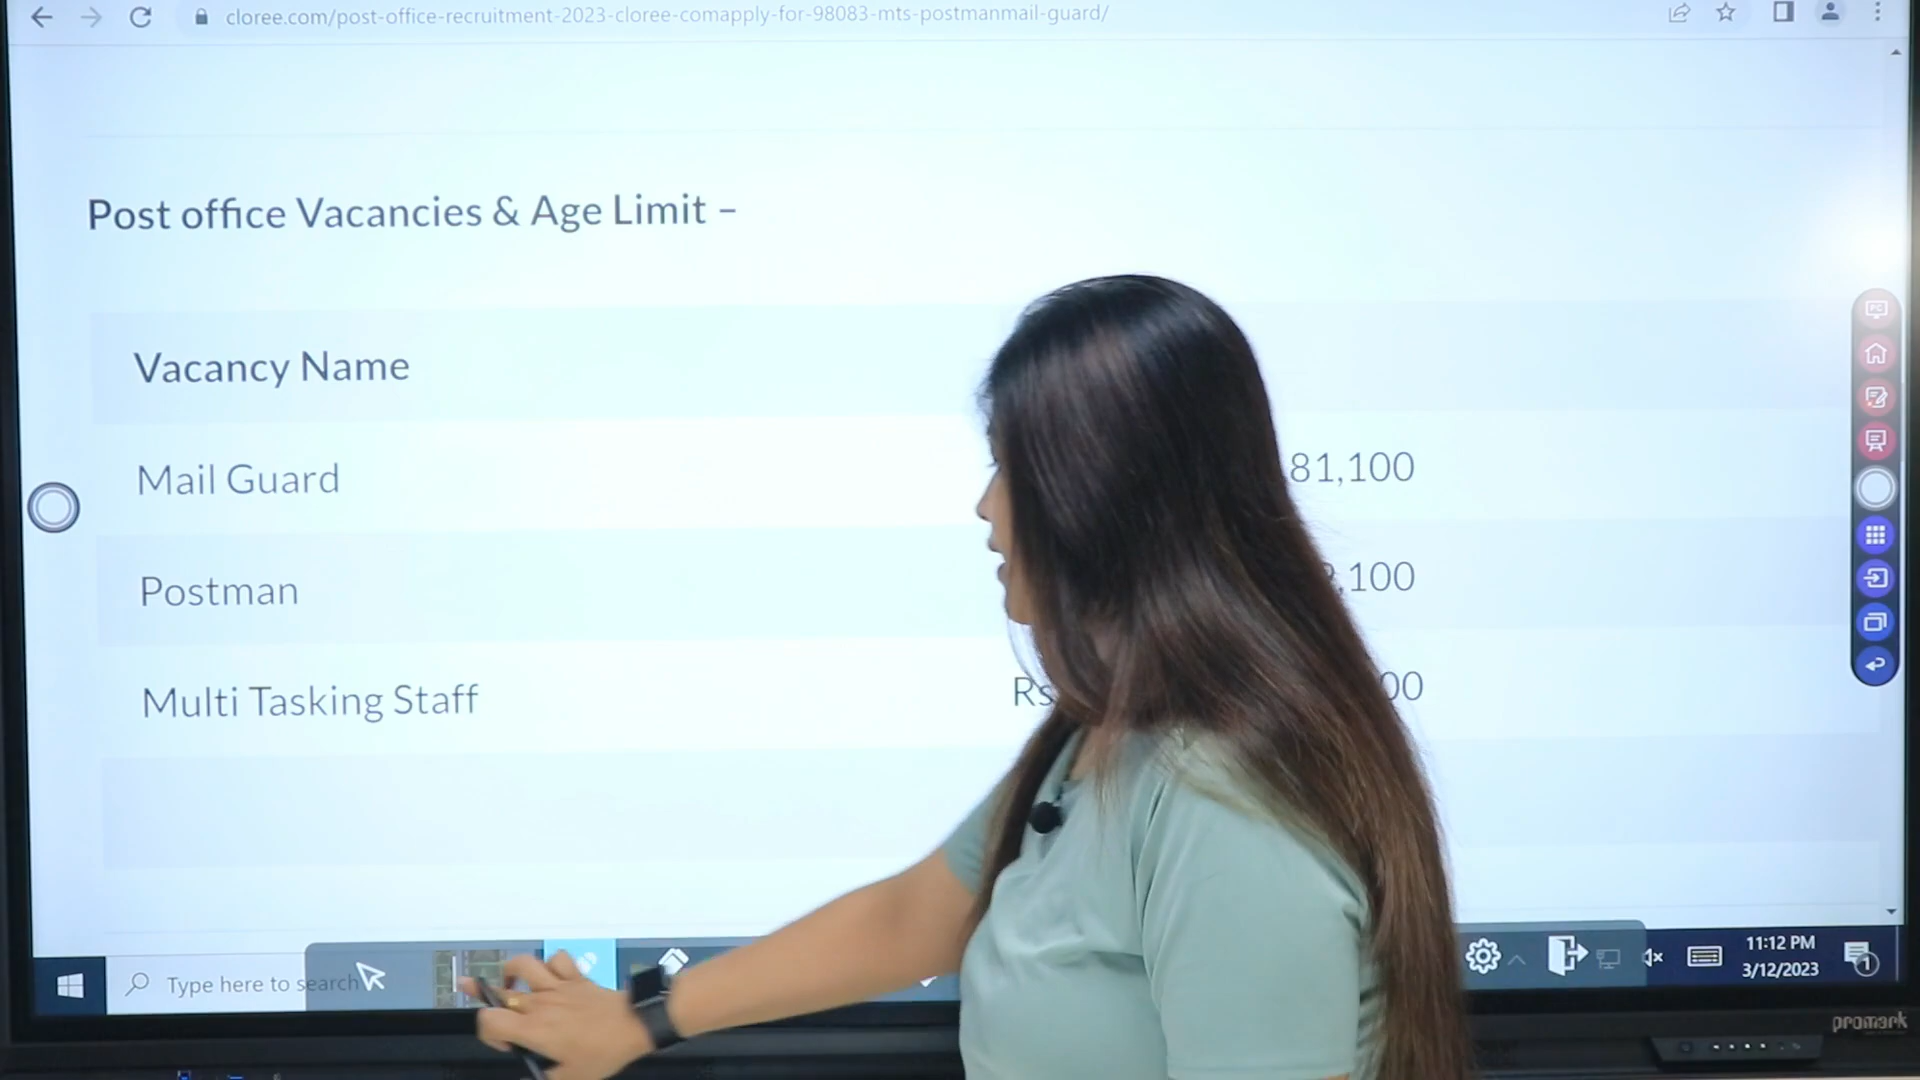 cloree.com/post-office-recruitment-2023-cloree-comapply-for-98083-mts-postmanmail-guard/
Post office Vacancies & Age Limit –
Vacancy Name
Mail Guard 81,100
Postman ,100
Multi Tasking Staff Rs 00
Type here to search
11:12 PM
3/12/2023
1
PC
promark